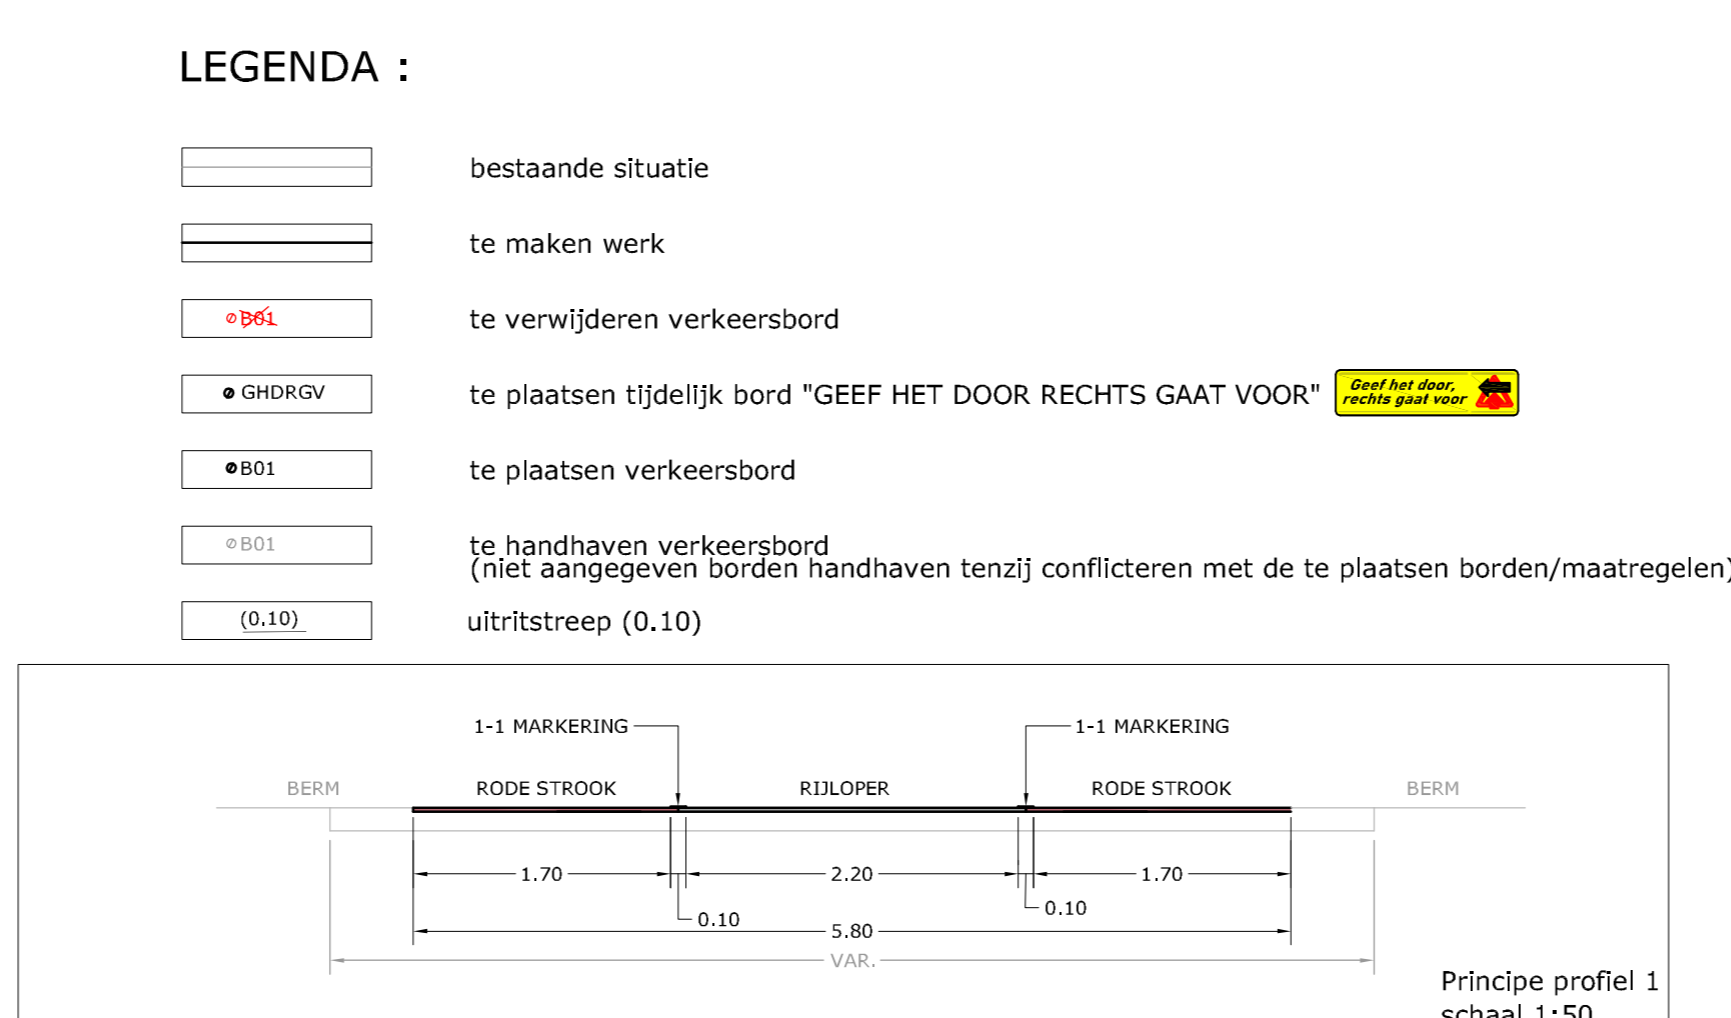 LEGENDA :
bestaande situatie
te maken werk
B01
te verwijderen verkeersbord
GHDRGV
te plaatsen tijdelijk bord "GEEF HET DOOR RECHTS GAAT VOOR"
Geef het door,
rechts gaat voor
B01
te plaatsen verkeersbord
B01
te handhaven verkeersbord
(niet aangegeven borden handhaven tenzij conflicteren met de te plaatsen borden/maatregelen)
(0.10)
uitritstreep (0.10)
1-1 MARKERING
1-1 MARKERING
BERM
RODE STROOK
RIJLOPER
RODE STROOK
BERM
1.70
2.20
1.70
0.10
0.10
5.80
VAR.
Principe profiel 1
schaal 1:50